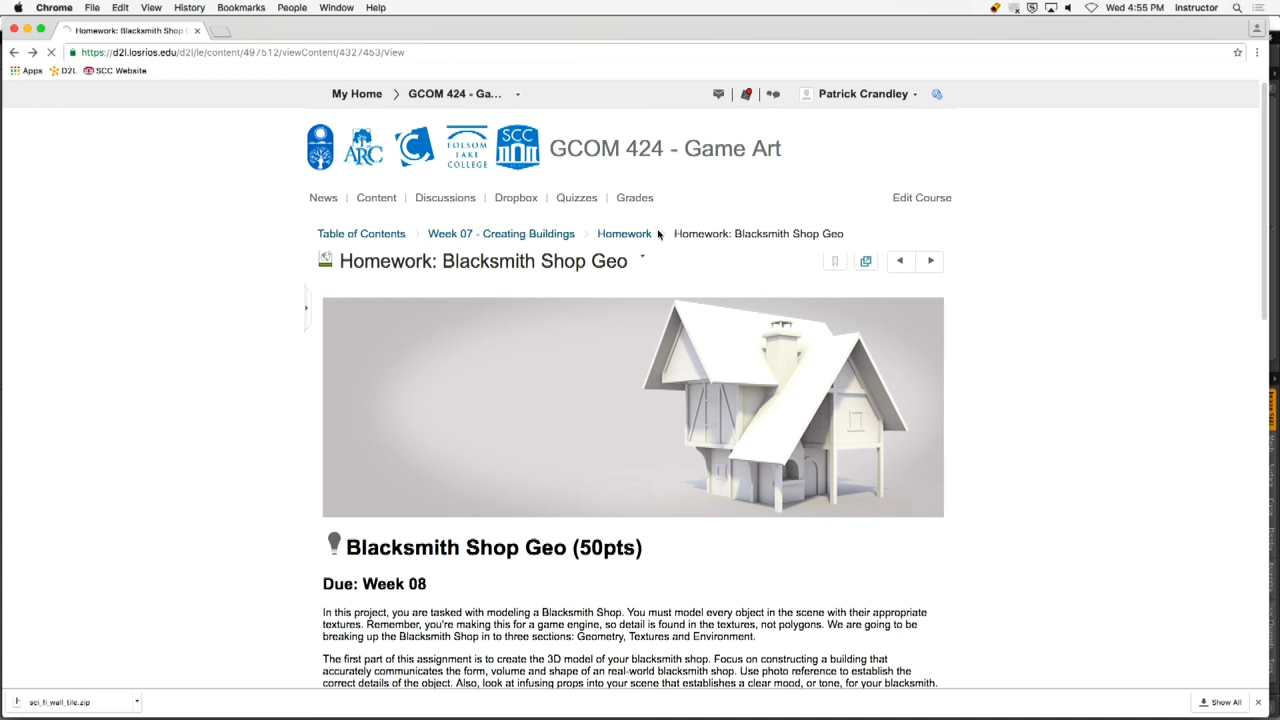 Chrome File Edit View History Bookmarks People Window Help Wed 4:55 PM Instructor
Homework: Blacksmith Shop
https://d2l.losrios.edu/d2l/le/content/497512/viewContent/4327453/View
Apps D2L SCC Website
My Home GCOM 424 - Ga... Patrick Crandley
ARC FOLSOM LAKE COLLEGE SCC GCOM 424 - Game Art
News | Content | Discussions | Dropbox | Quizzes | Grades Edit Course
Table of Contents Week 07 - Creating Buildings Homework Homework: Blacksmith Shop Geo
Homework: Blacksmith Shop Geo
Blacksmith Shop Geo (50pts)
Due: Week 08
In this project, you are tasked with modeling a Blacksmith Shop. You must model every object in the scene with their appropriate
textures. Remember, you're making this for a game engine, so detail is found in the textures, not polygons. We are going to be
breaking up the Blacksmith Shop in to three sections: Geometry, Textures and Environment.
The first part of this assignment is to create the 3D model of your blacksmith shop. Focus on constructing a building that
accurately communicates the form, volume and shape of an real-world blacksmith shop. Use photo reference to establish the
correct details of the object. Also, look at infusing props into your scene that establishes a clear mood, or tone, for your blacksmith.
sci_fi_wall_tile.zip Show All